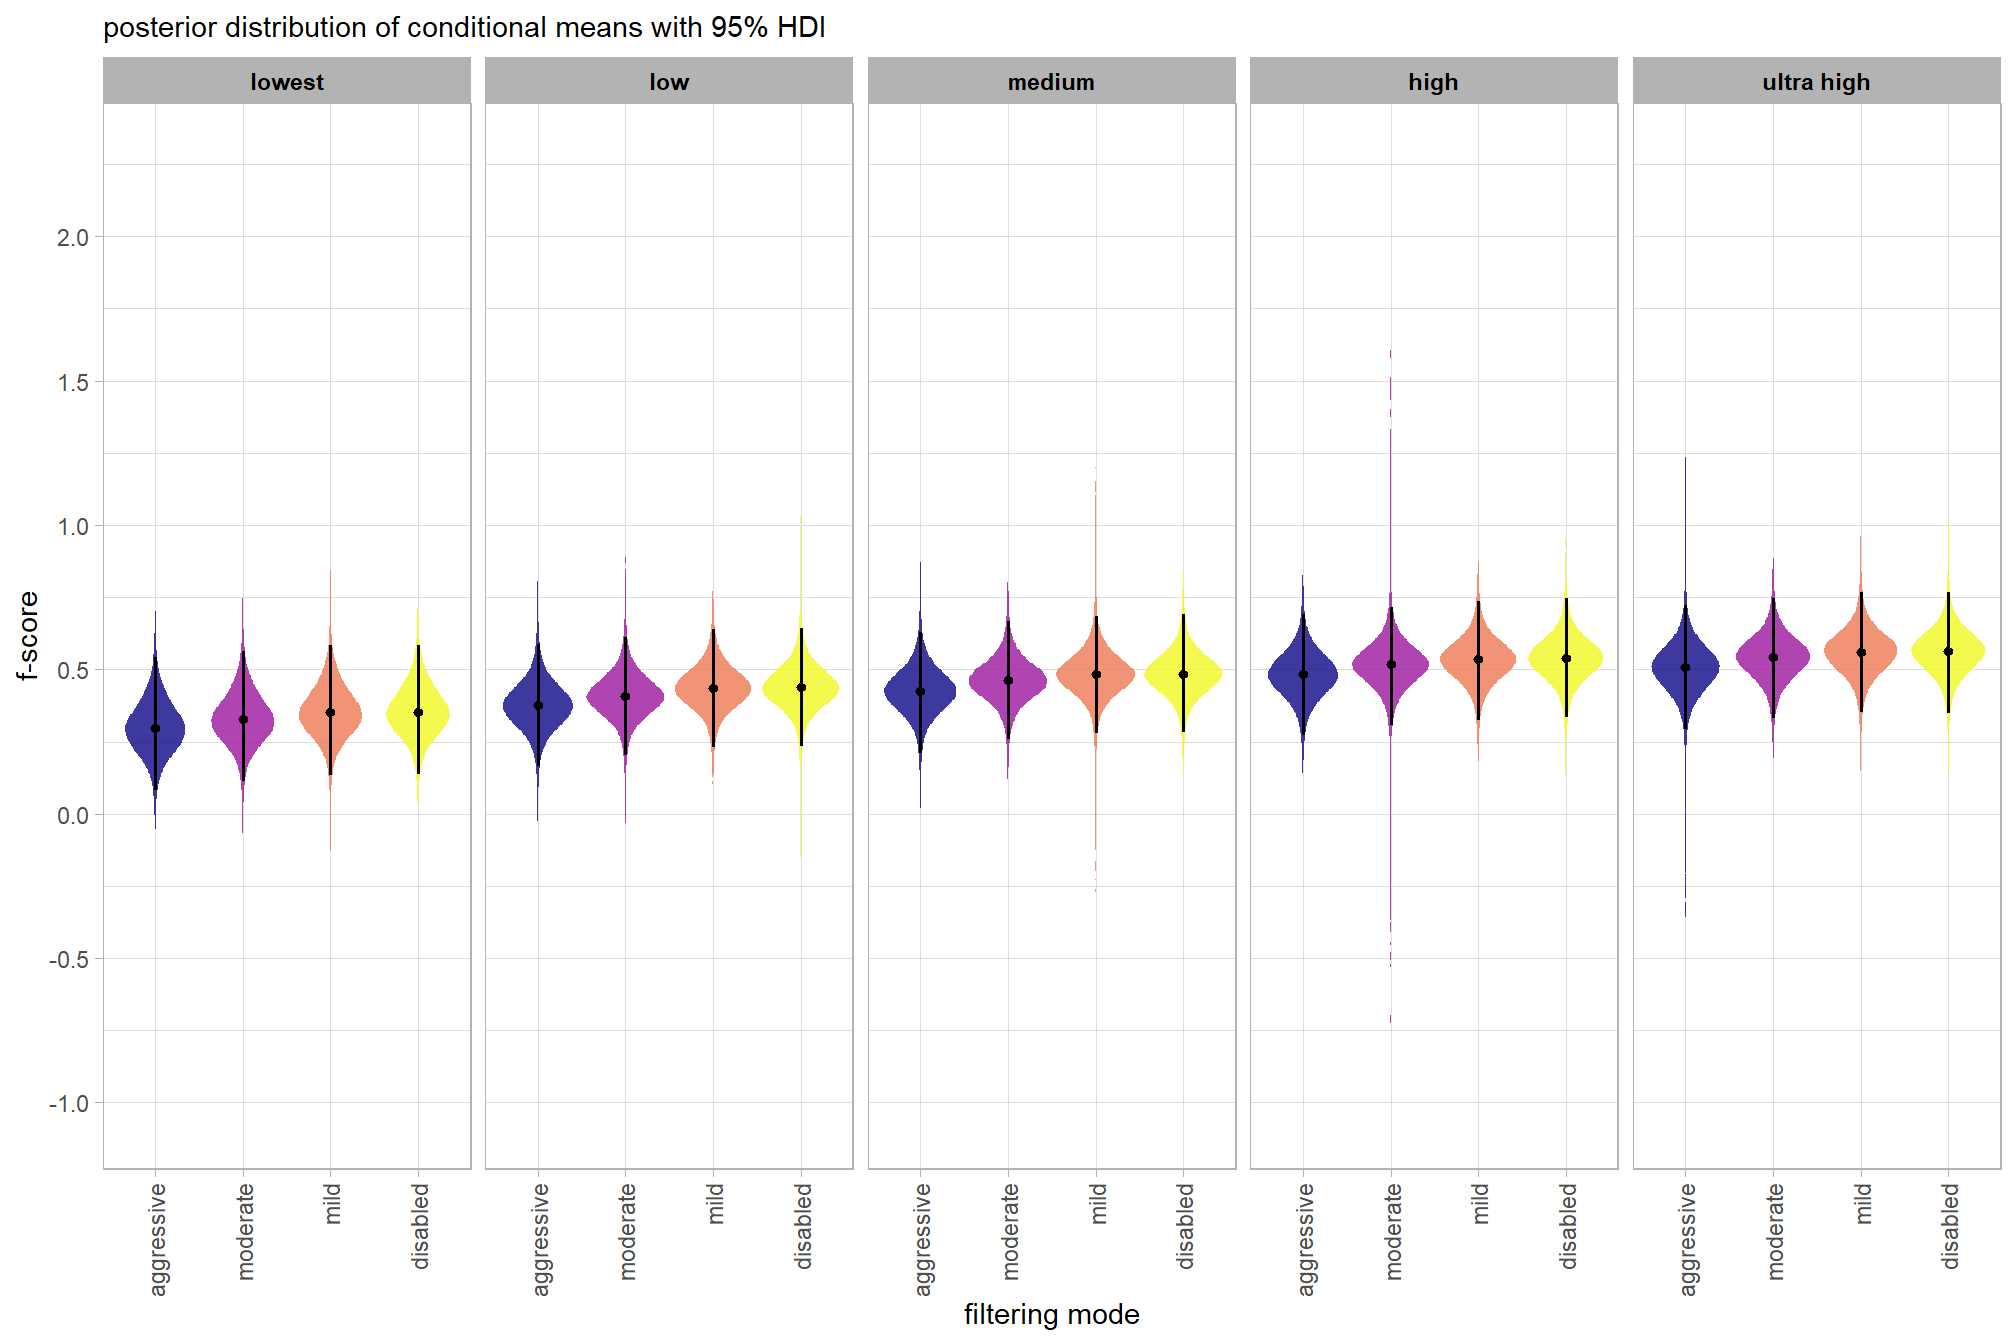 posterior distribution of conditional means with 95% HDI
lowest low medium high ultra high
2.0
1.5
1.0
0.5
0.0
-0.5
-1.0
f-score
aggressive moderate mild disabled aggressive moderate mild disabled aggressive moderate mild disabled aggressive moderate mild disabled aggressive moderate mild disabled
filtering mode